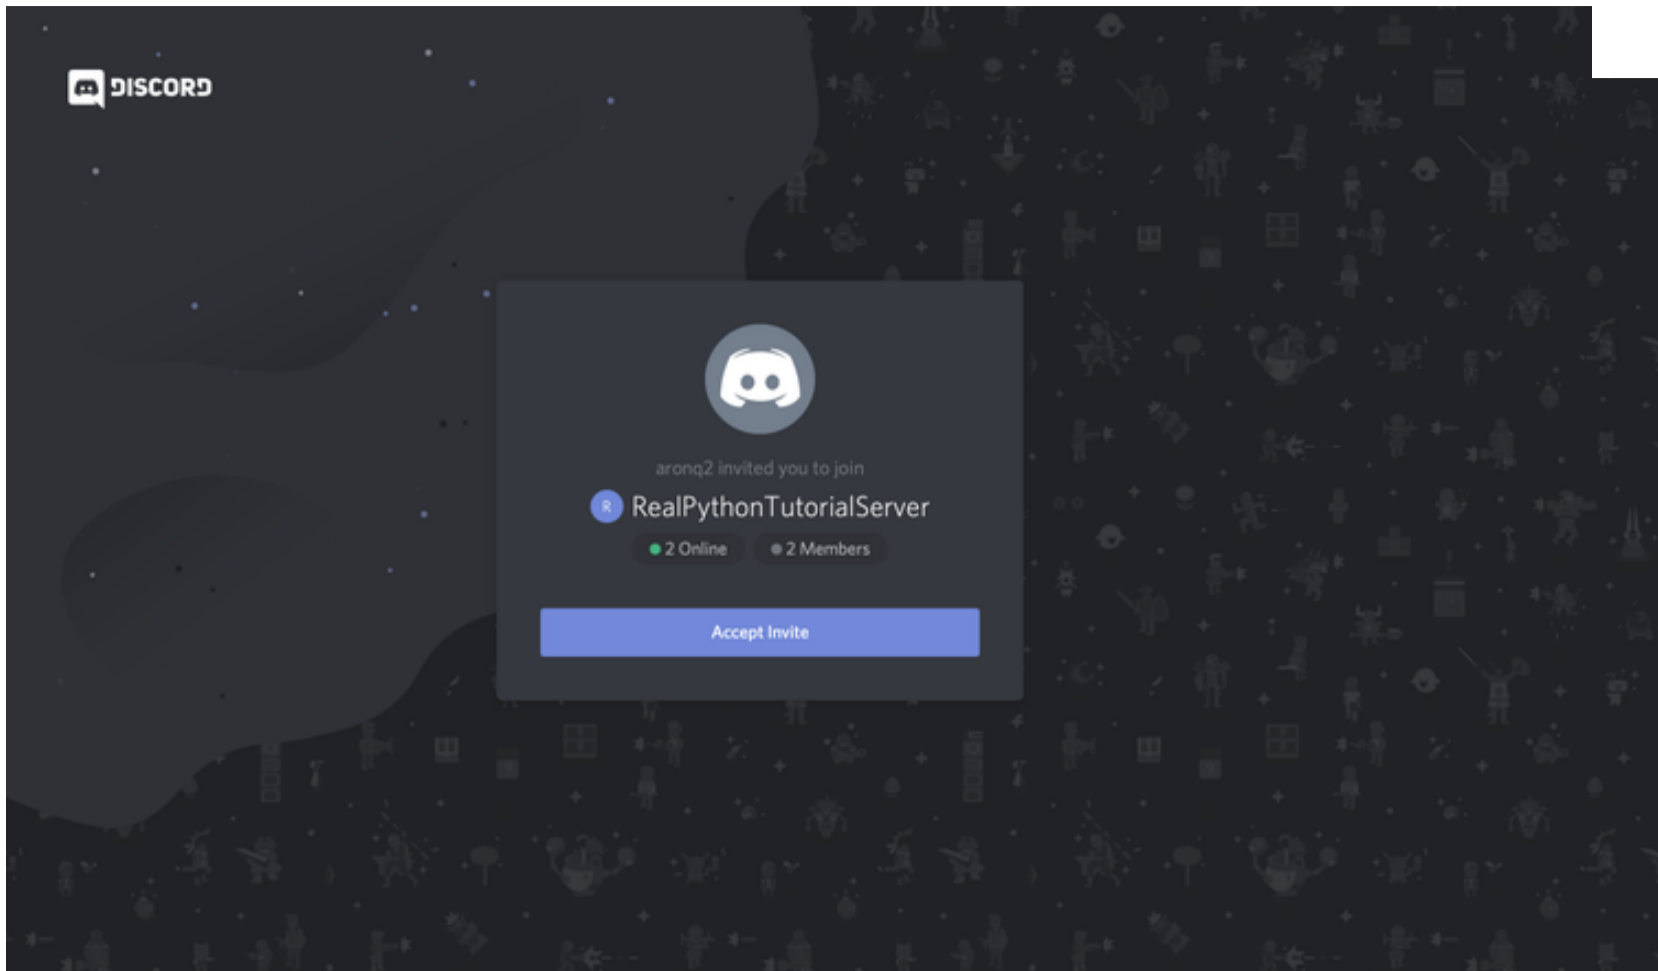 DISCORD
aronq2 invited you to join
R RealPythonTutorialServer
2 Online 2 Members
Accept Invite